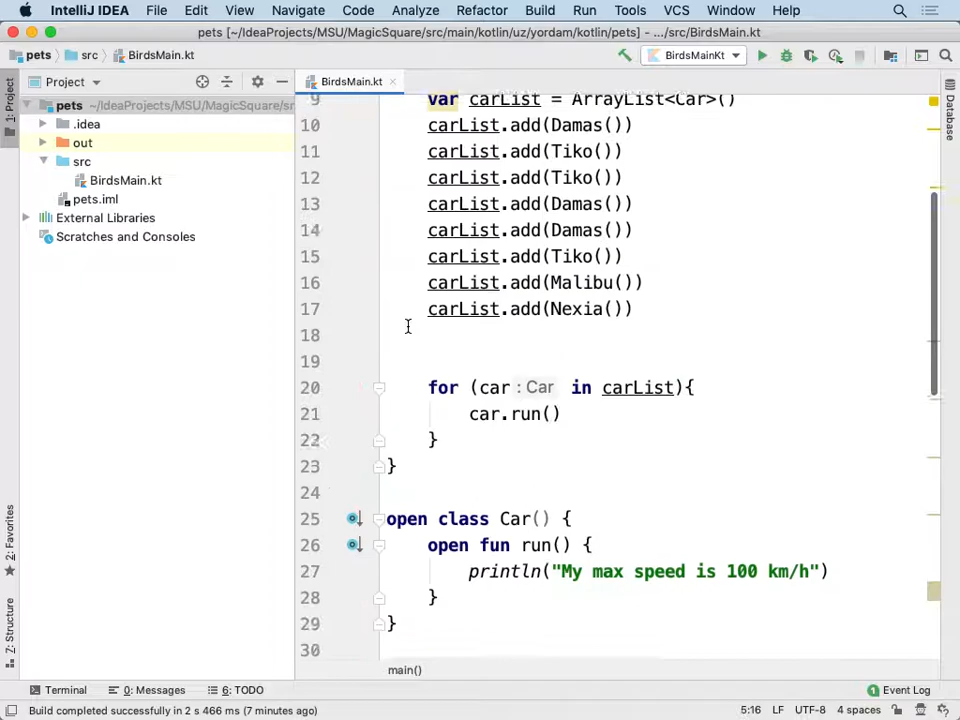 IntelliJ IDEA File Edit View Navigate Code Analyze Refactor Build Run Tools VCS Window Help
pets [~/IdeaProjects/MSU/MagicSquare/src/main/kotlin/uz/yordam/kotlin/pets] - .../src/BirdsMain.kt
pets src BirdsMain.kt BirdsMainKt
Project BirdsMain.kt
1: Project
pets ~/IdeaProjects/MSU/MagicSquare/sr
.idea
out
src
BirdsMain.kt
pets.iml
External Libraries
Scratches and Consoles
9 var carList = ArrayList<Car>()
10 carList.add(Damas())
11 carList.add(Tiko())
12 carList.add(Tiko())
13 carList.add(Damas())
14 carList.add(Damas())
15 carList.add(Tiko())
16 carList.add(Malibu())
17 carList.add(Nexia())
18
19
20 for (car : Car in carList){
21 car.run()
22 }
23 }
24
25 open class Car() {
26 open fun run() {
27 println("My max speed is 100 km/h")
28 }
29 }
30
main()
Database
2: Favorites
7: Structure
Terminal 0: Messages 6: TODO Event Log
Build completed successfully in 2 s 466 ms (7 minutes ago) 5:16 LF UTF-8 4 spaces